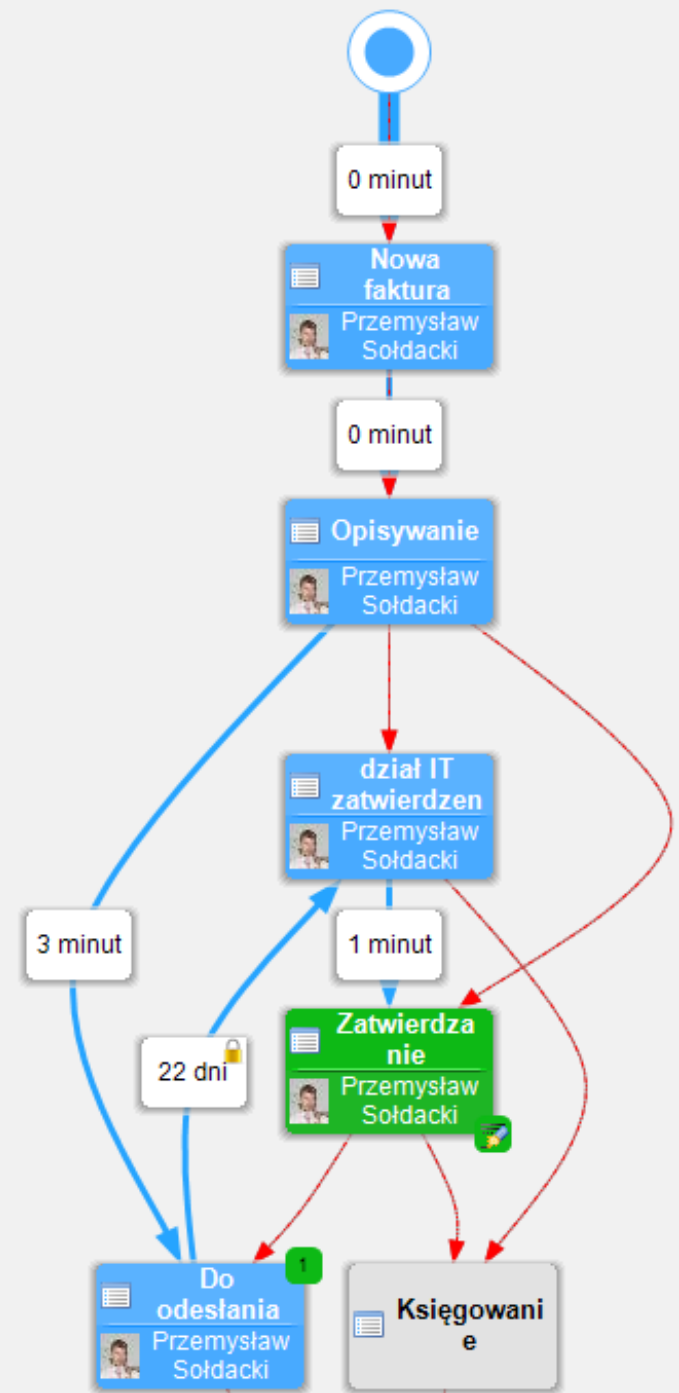 0 minut
Nowa
faktura
Przemysław
Sołdacki
0 minut
Opisywanie
Przemysław
Sołdacki
dział IT
zatwierdzen
Przemysław
Sołdacki
3 minut
1 minut
Zatwierdza
nie
Przemysław
Sołdacki
22 dni
1
Do
odesłania
Przemysław
Sołdacki
Księgowani
e